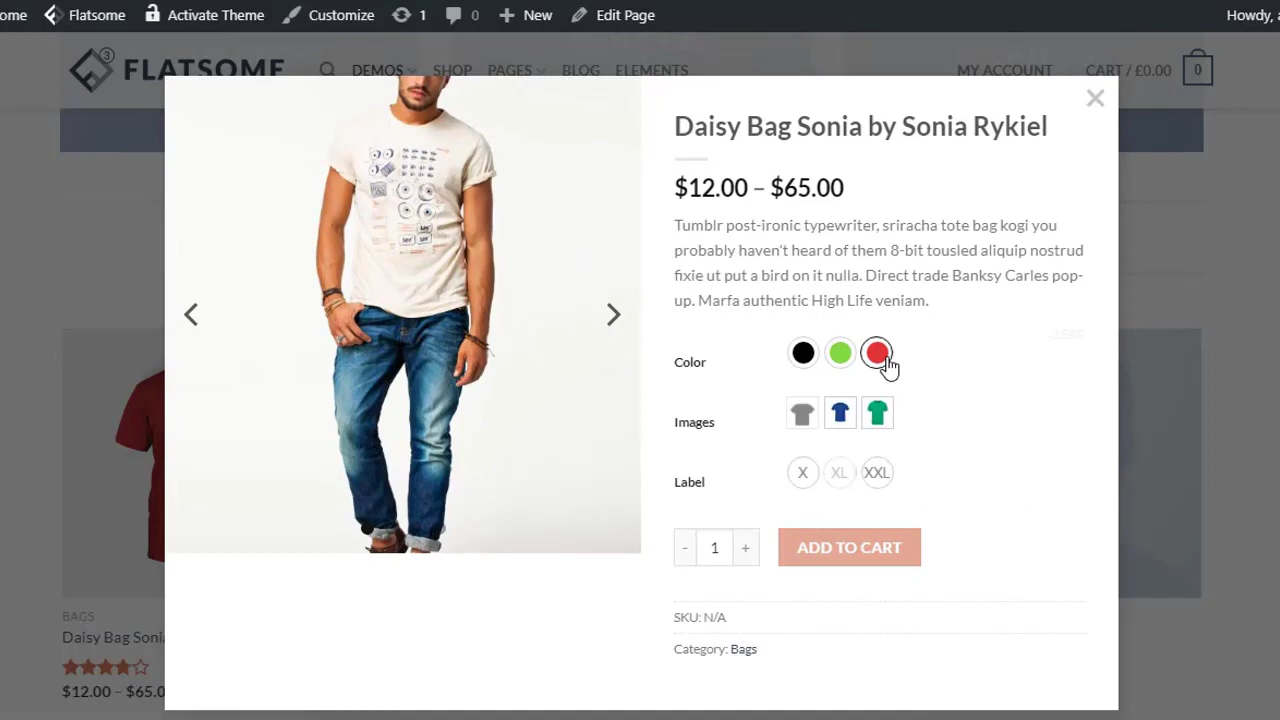 ome Flatsome Activate Theme Customize 1 0 New Edit Page Howdy, a
FLATSOME 3 DEMOS SHOP PAGES BLOG ELEMENTS MY ACCOUNT CART / £0.00 0
Daisy Bag Sonia by Sonia Rykiel
$12.00 – $65.00
Tumblr post-ironic typewriter, sriracha tote bag kogi you
probably haven't heard of them 8-bit tousled aliquip nostrud
fixie ut put a bird on it nulla. Direct trade Banksy Carles pop-
up. Marfa authentic High Life veniam.
Color
Images
Label X XL XXL
- 1 + ADD TO CART
SKU: N/A
Category: Bags
BAGS
Daisy Bag Soni
$12.00 – $65.0